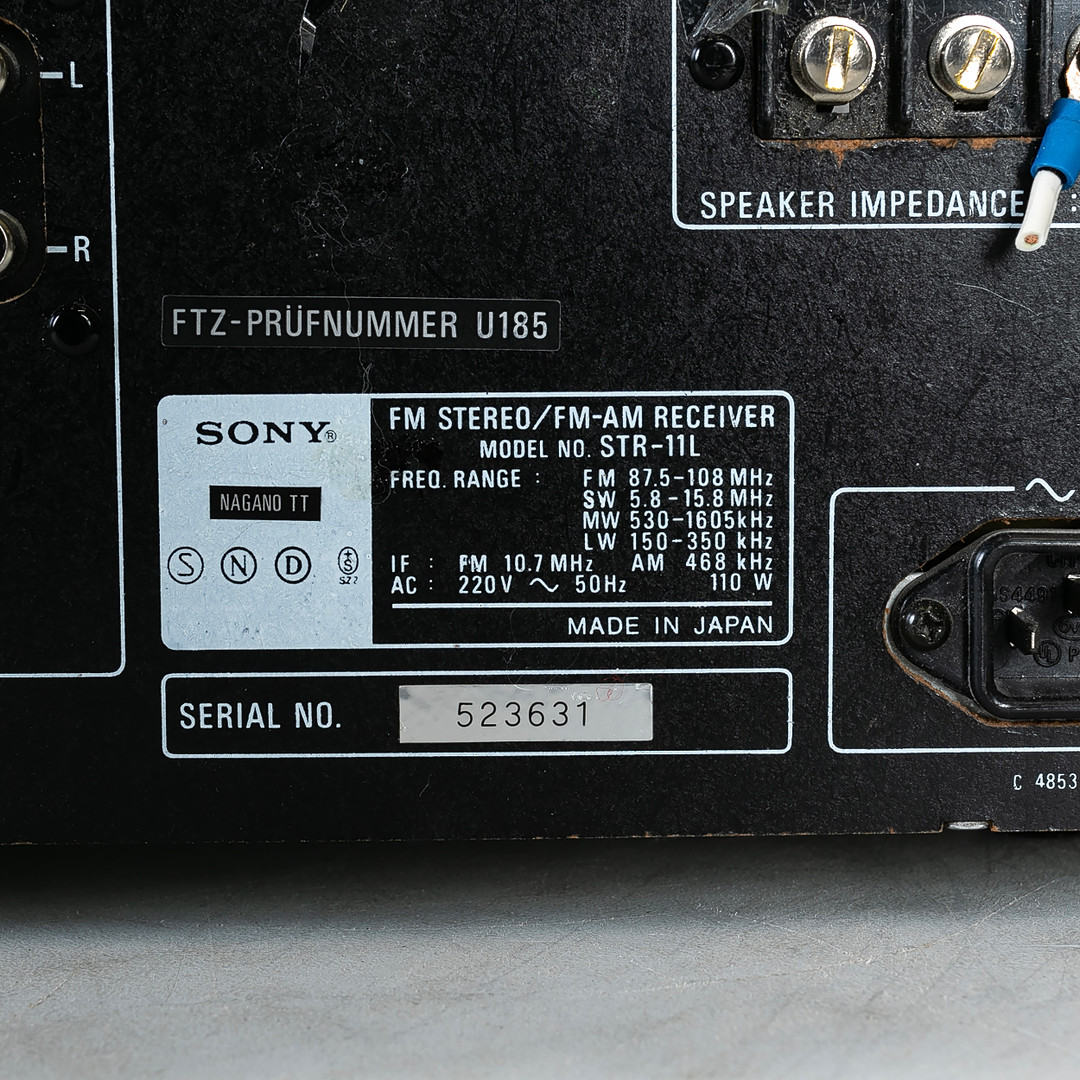 L
R
SPEAKER IMPEDANCE :
FTZ-PRÜFNUMMER U185
SONY®
NAGANO TT
S N D
FM STEREO/FM-AM RECEIVER
MODEL NO. STR-11L
FREQ. RANGE : FM 87.5-108 MHz
SW 5.8-15.8 MHz
MW 530-1605 kHz
LW 150-350 kHz
IF : FM 10.7 MHz AM 468 kHz
AC : 220V ~ 50Hz 110 W
MADE IN JAPAN
SERIAL NO. 523631
~
C 4853